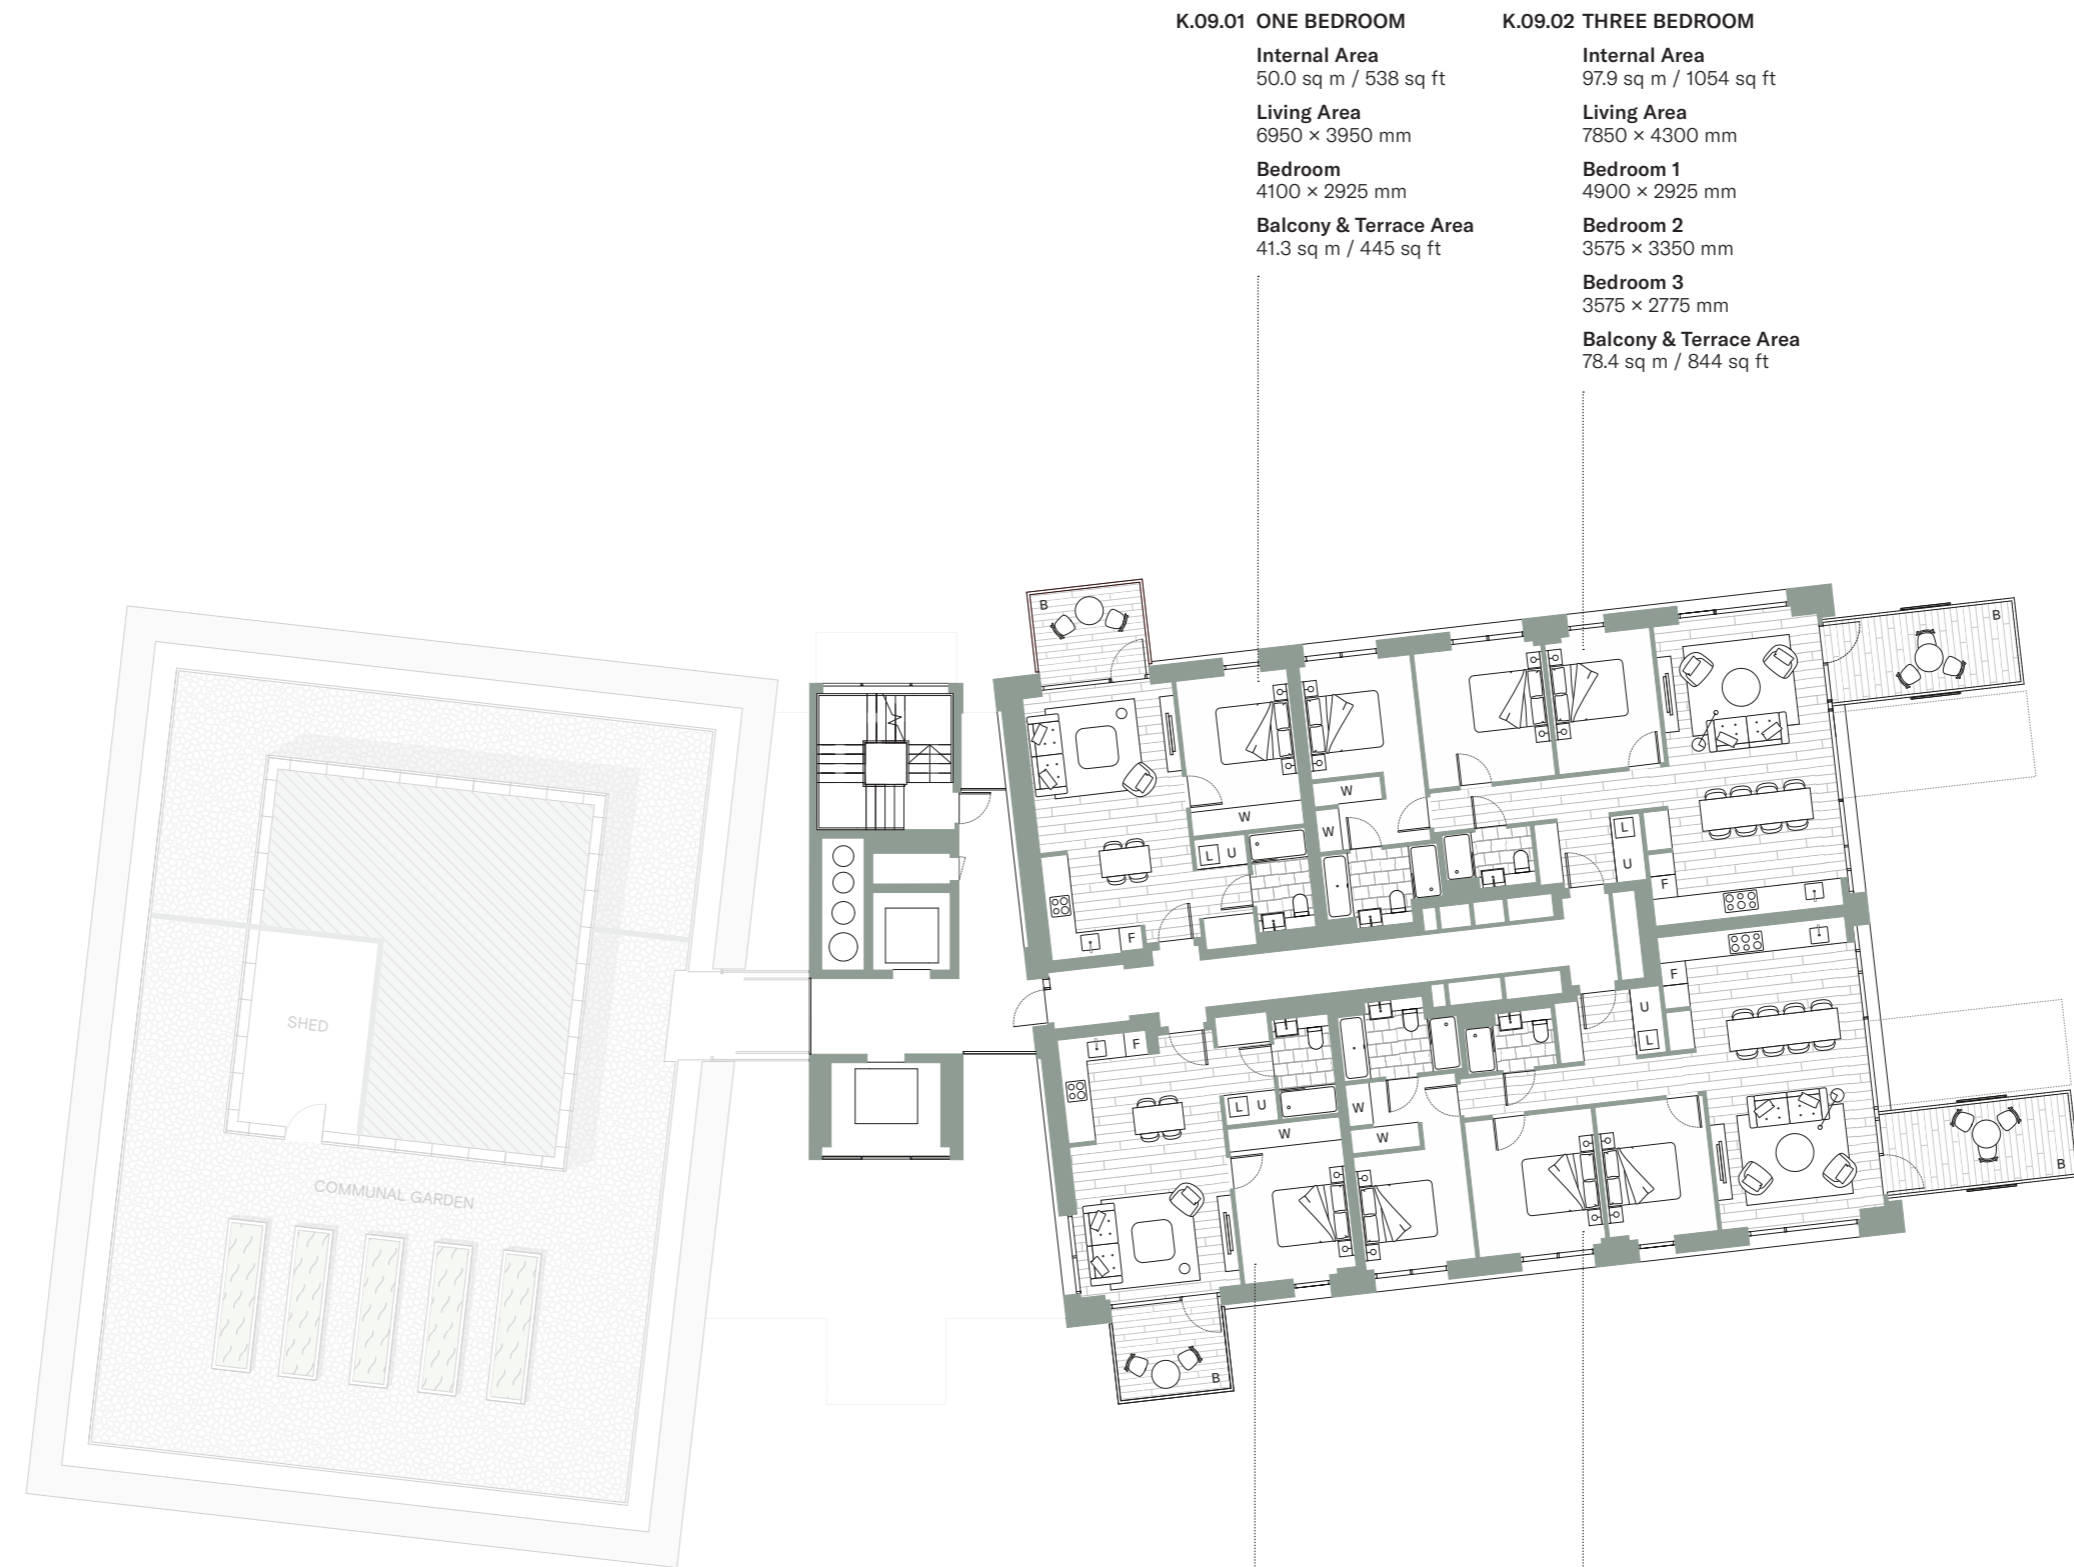 K.09.01 ONE BEDROOM
Internal Area
50.0 sq m / 538 sq ft
Living Area
6950 × 3950 mm
Bedroom
4100 × 2925 mm
Balcony & Terrace Area
41.3 sq m / 445 sq ft
K.09.02 THREE BEDROOM
Internal Area
97.9 sq m / 1054 sq ft
Living Area
7850 × 4300 mm
Bedroom 1
4900 × 2925 mm
Bedroom 2
3575 × 3350 mm
Bedroom 3
3575 × 2775 mm
Balcony & Terrace Area
78.4 sq m / 844 sq ft
B
B
W
W
W
L U
L
U
F
F
F
SHED
U
L
F
L U
W
W
W
B
COMMUNAL GARDEN
B